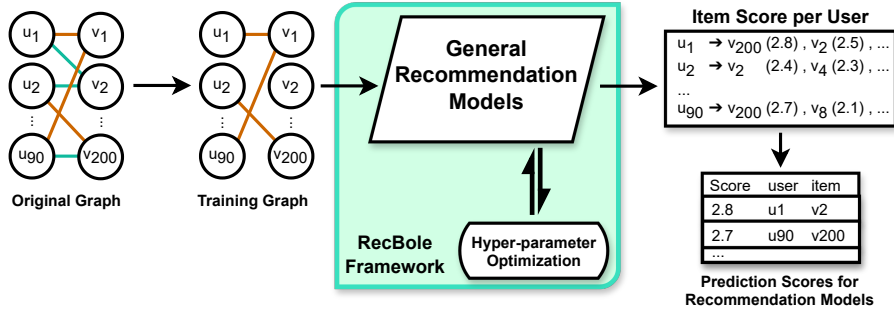 u1 v1
u2 v2
... ...
u90 v200
Original Graph
u1 v1
u2 v2
... ...
u90 v200
Training Graph
General
Recommendation
Models
Hyper-parameter
Optimization
RecBole
Framework
Item Score per User
u1 → v200 (2.8) , v2 (2.5) , ...
u2 → v2 (2.4) , v4 (2.3) , ...
...
u90 → v200 (2.7) , v8 (2.1) , ...
Score user item
2.8 u1 v2
2.7 u90 v200
...
Prediction Scores for
Recommendation Models